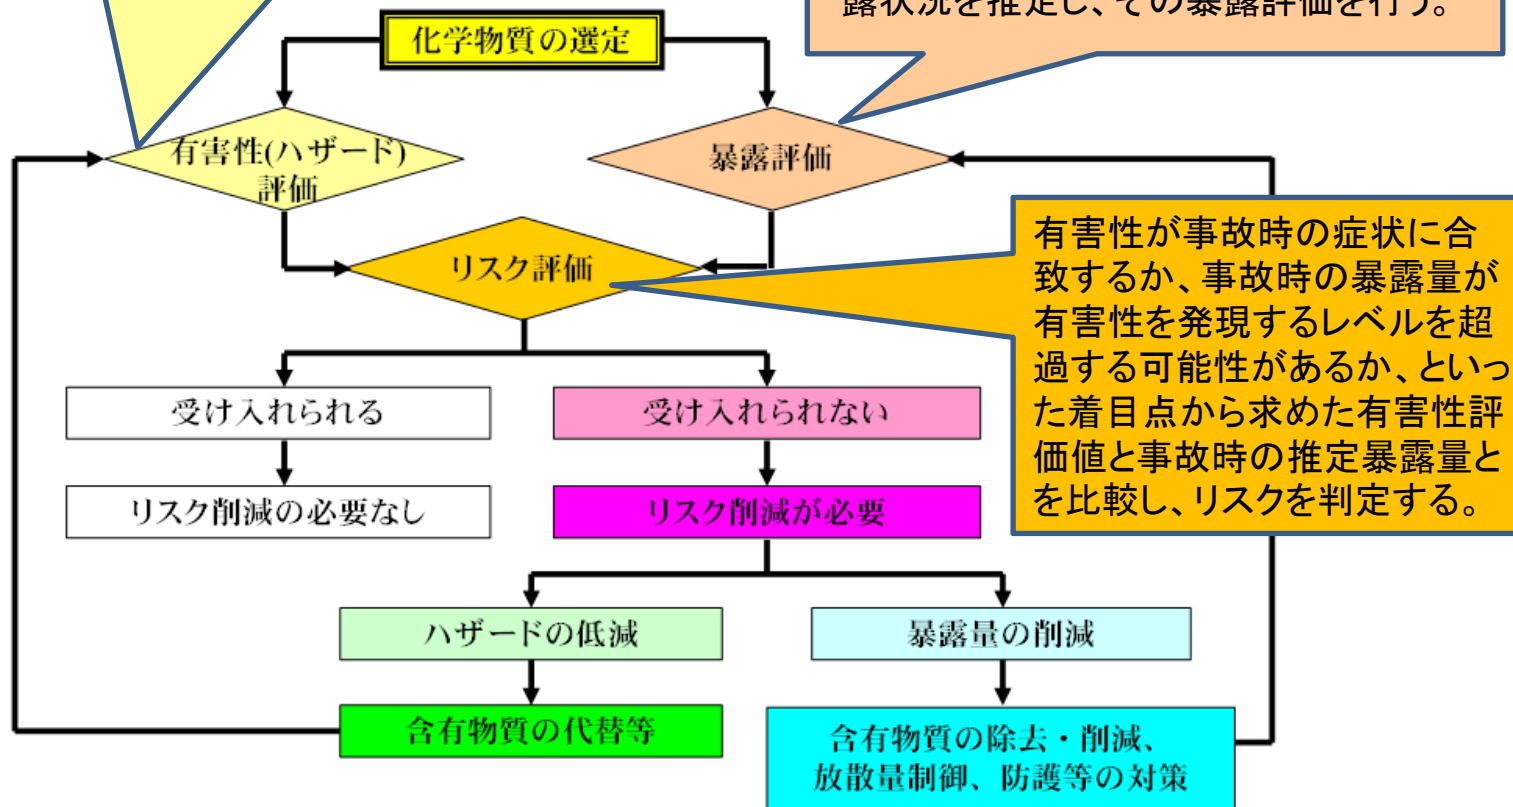 露状況を推定し、その暴露評価を行う。
化学物質の選定
有害性(ハザード)
評価
暴露評価
リスク評価
有害性が事故時の症状に合
致するか、事故時の暴露量が
有害性を発現するレベルを超
過する可能性があるか、といっ
た着目点から求めた有害性評
価値と事故時の推定暴露量と
を比較し、リスクを判定する。
受け入れられる
受け入れられない
リスク削減の必要なし
リスク削減が必要
ハザードの低減
暴露量の削減
含有物質の代替等
含有物質の除去・削減、
放散量制御、防護等の対策